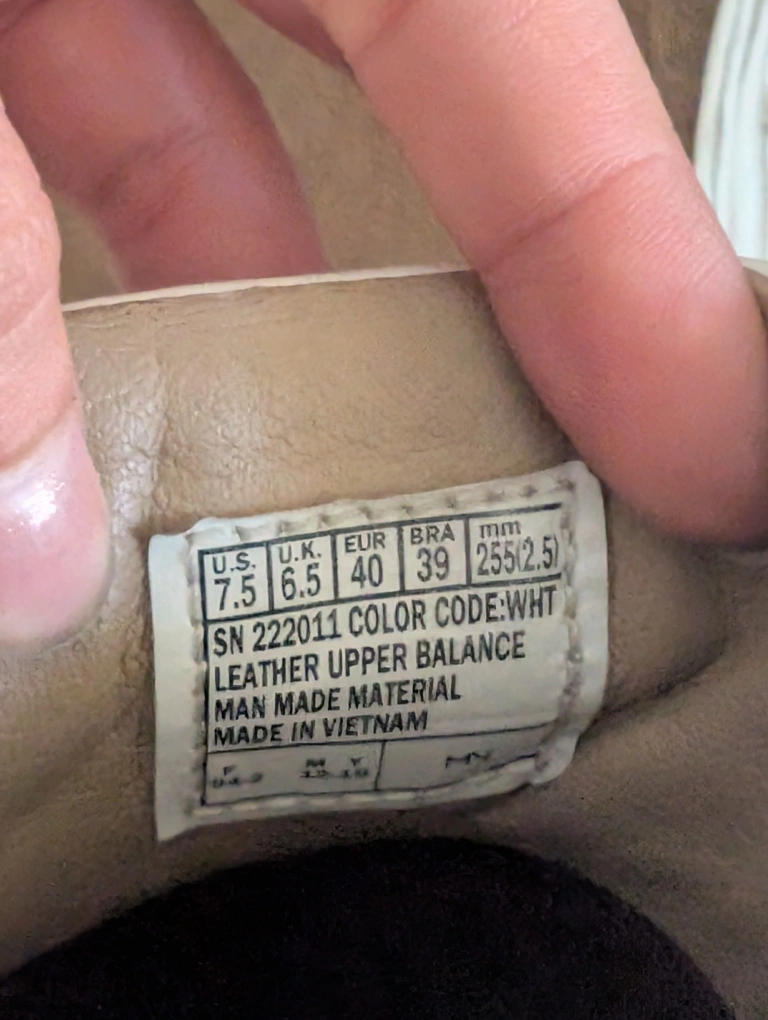 U.S. U.K. EUR BRA mm
7.5 6.5 40 39 255(2.5)
SN 222011 COLOR CODE:WHT
LEATHER UPPER BALANCE
MAN MADE MATERIAL
MADE IN VIETNAM
F M Y